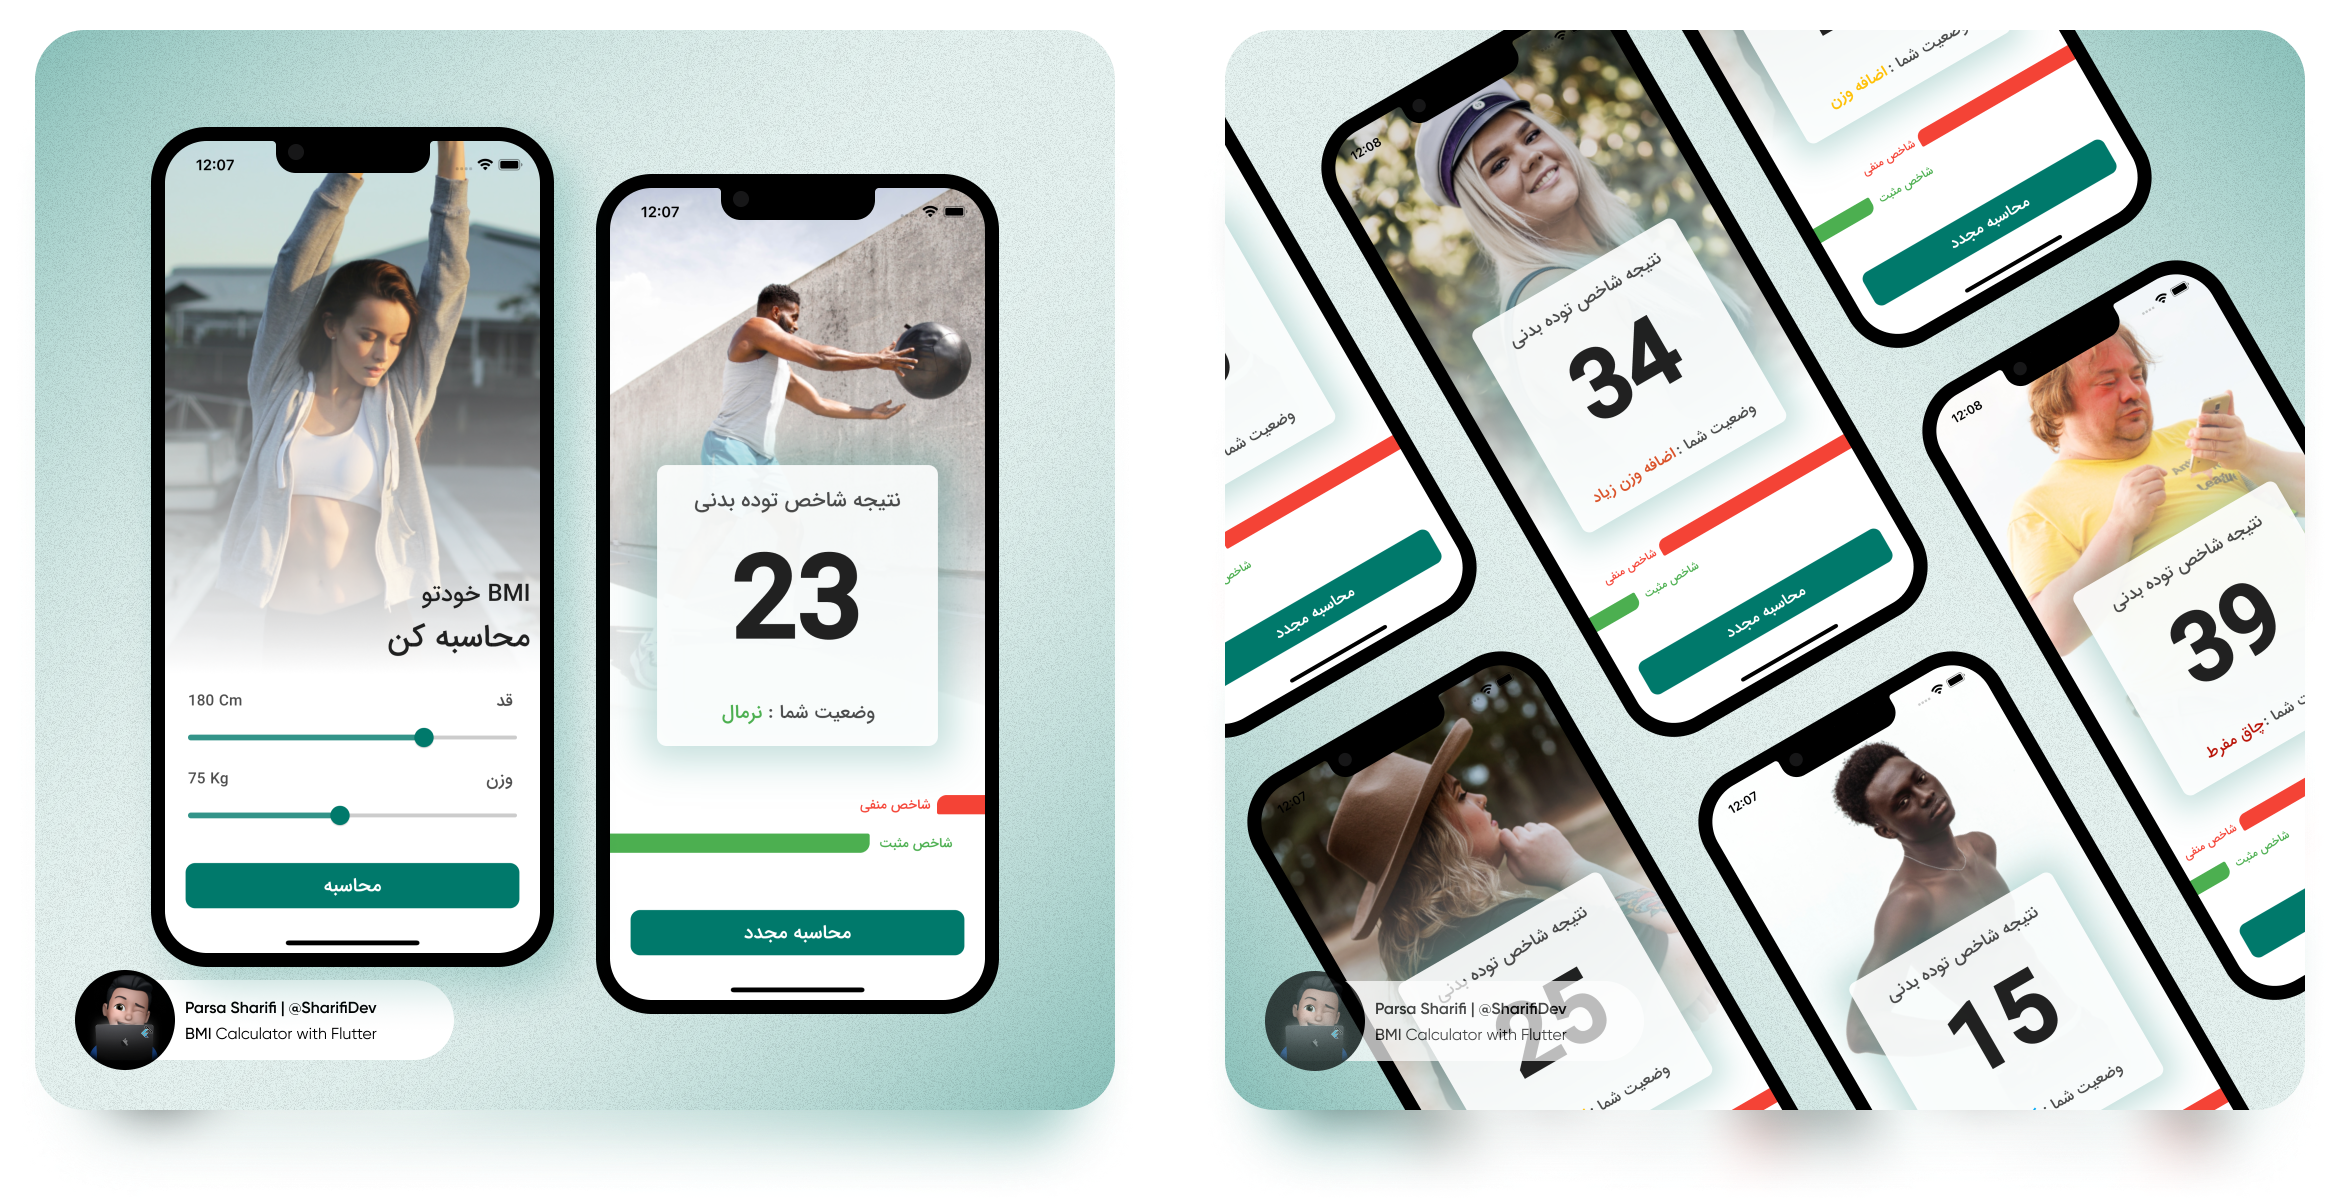 12:07
BMI خودتو
محاسبه کن
180 Cm
قد
75 Kg
وزن
محاسبه
12:07
نتیجه شاخص توده بدنی
23
وضعیت شما : نرمال
شاخص منفی
شاخص مثبت
محاسبه مجدد
Parsa Sharifi | @SharifiDev
BMI Calculator with Flutter
وضعیت شما
شاخص
محاسبه مجدد
12:08
نتیجه شاخص توده بدنی
34
وضعیت شما : اضافه وزن زیاد
شاخص منفی
شاخص مثبت
محاسبه مجدد
وضعیت شما : اضافه وزن
شاخص منفی
شاخص مثبت
محاسبه مجدد
12:08
نتیجه شاخص توده بدنی
39
شما : چاق مفرط
شاخص منفی
شاخص مثبت
12:07
نتیجه شاخص توده بدنی
25
وضعیت شما :
12:07
نتیجه شاخص توده بدنی
15
وضعیت شما :
Parsa Sharifi | @SharifiDev
BMI Calculator with Flutter